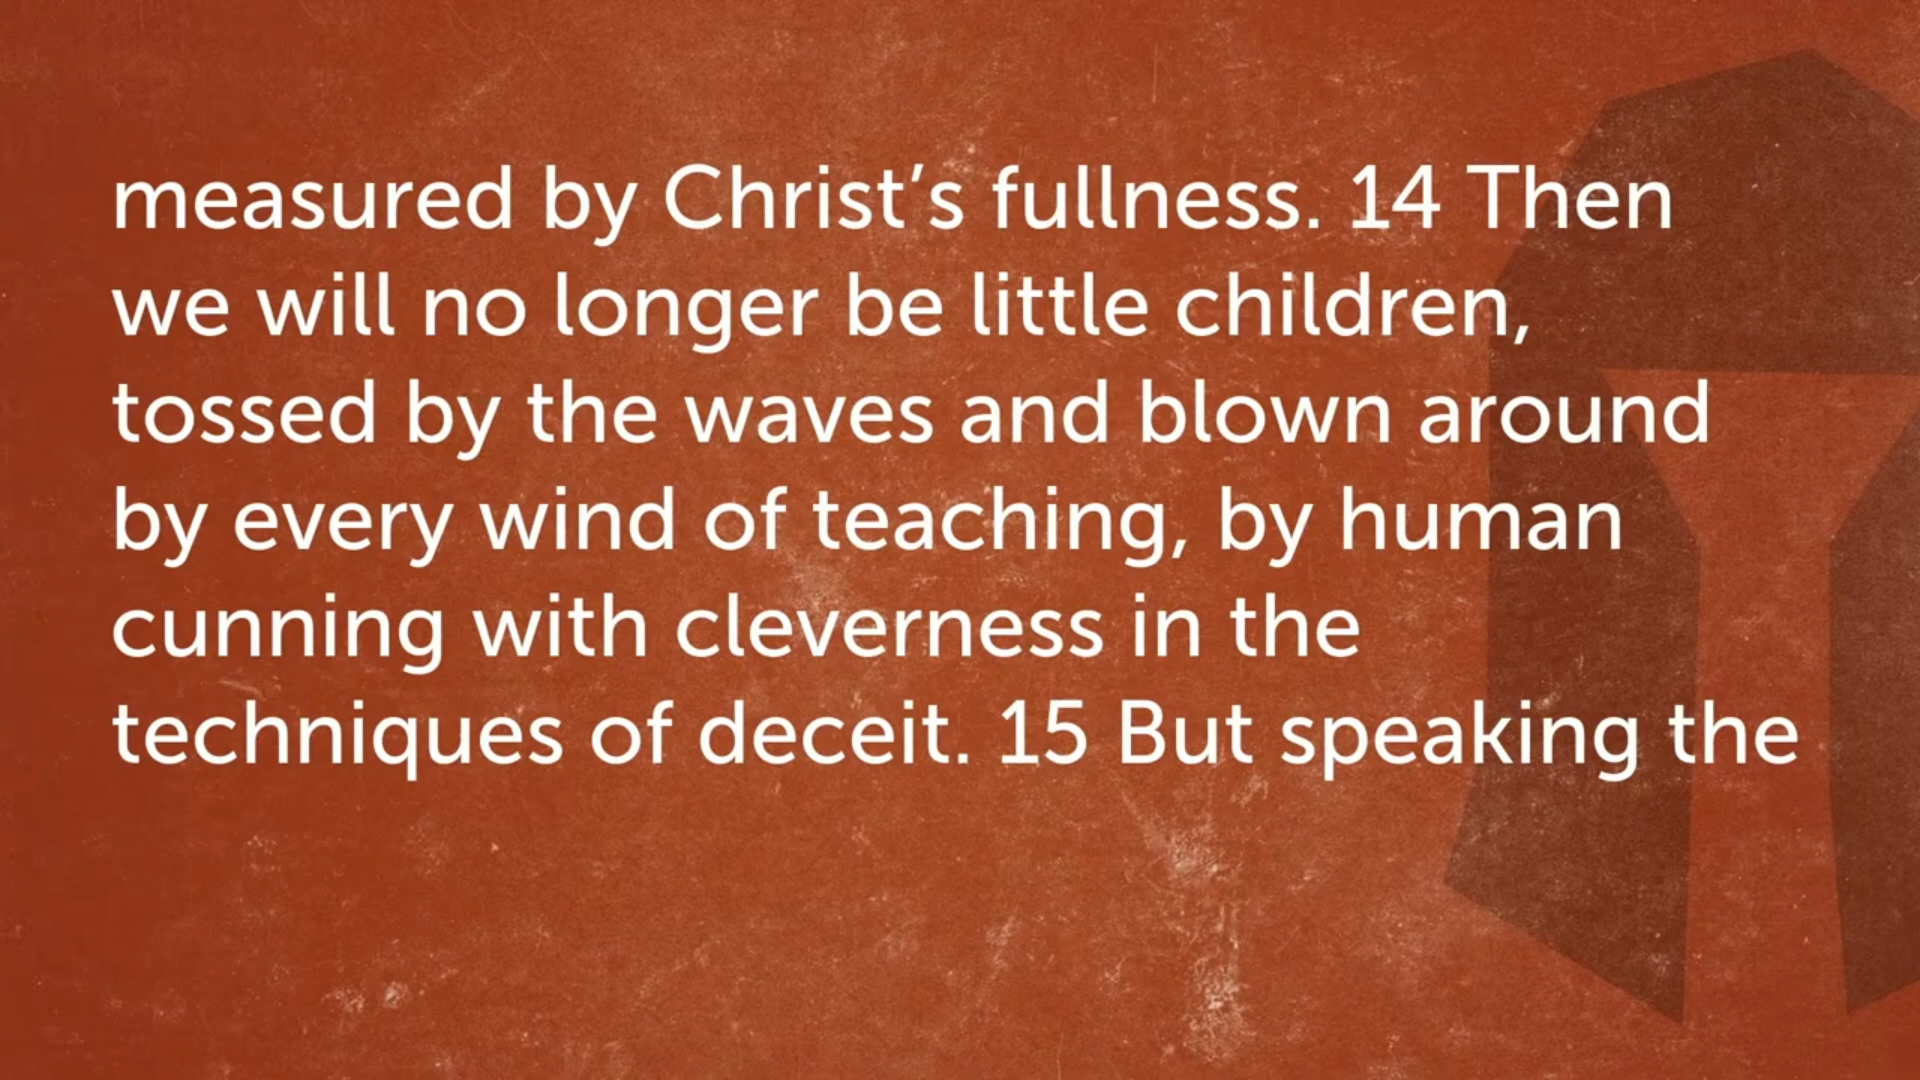 measured by Christ’s fullness. 14 Then
we will no longer be little children,
tossed by the waves and blown around
by every wind of teaching, by human
cunning with cleverness in the
techniques of deceit. 15 But speaking the